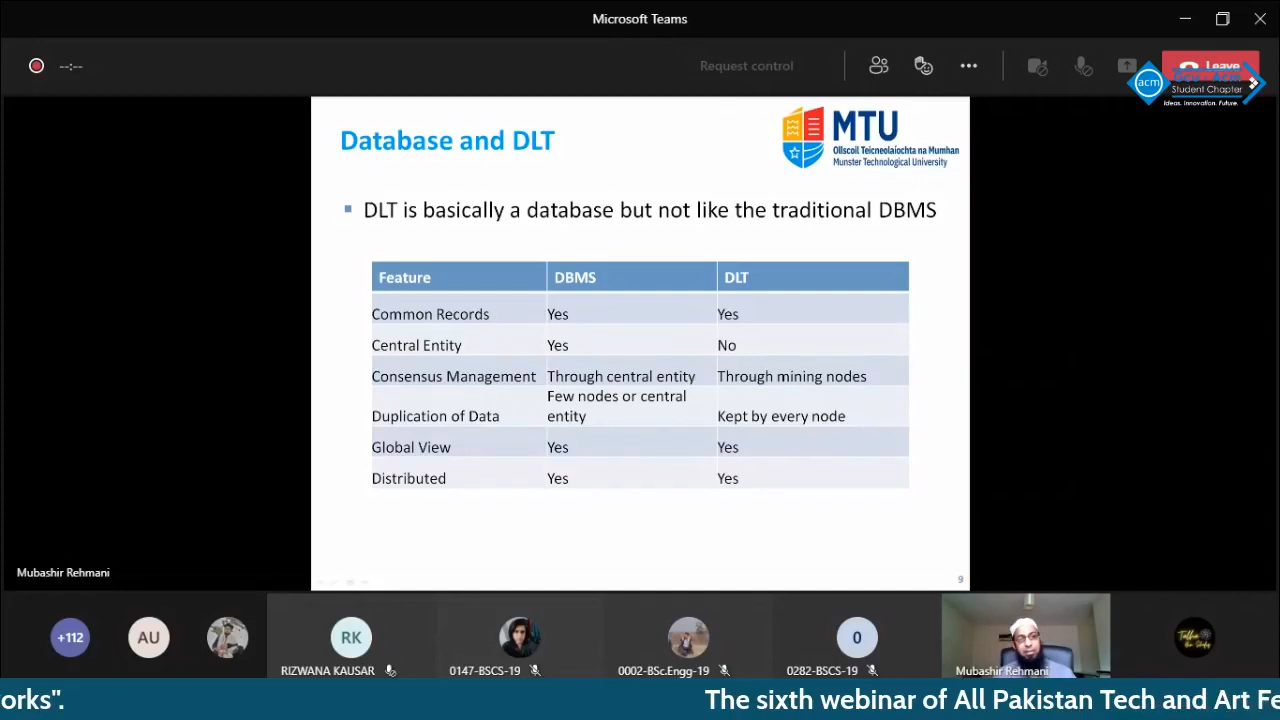 Microsoft Teams
--:--
Request control
Leave
acm
Student Chapter
Ideas. Innovation. Future.
Database and DLT
MTU
Ollscoil Teicneolaíochta na Mumhan
Munster Technological University
DLT is basically a database but not like the traditional DBMS
Feature DBMS DLT
Common Records Yes Yes
Central Entity Yes No
Consensus Management Through central entity Through mining nodes
Duplication of Data Few nodes or central entity Kept by every node
Global View Yes Yes
Distributed Yes Yes
9
Mubashir Rehmani
+112
AU
RK
RIZWANA KAUSAR
0147-BSCS-19
0002-BSc.Engg-19
0
0282-BSCS-19
Mubashir Rehmani
orks".
The sixth webinar of All Pakistan Tech and Art Fe